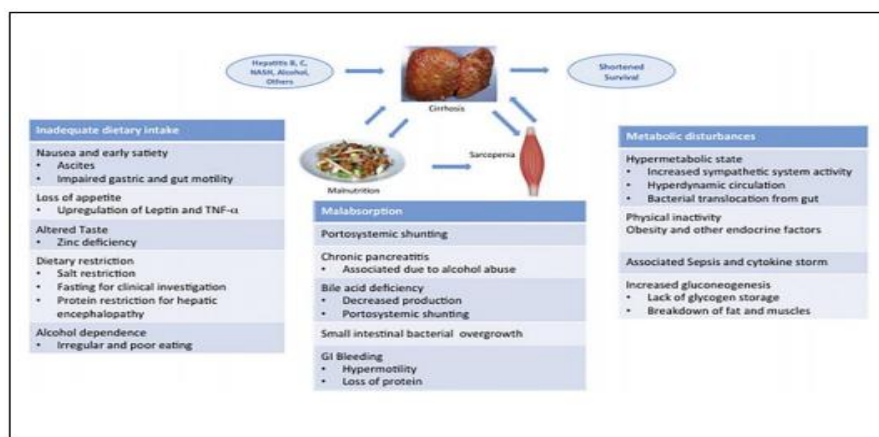 Hepatitis B, C,
NASH, Alcohol,
Others
Cirrhosis
Shortened
Survival
Malnutrition
Sarcopenia
Inadequate dietary intake
Nausea and early satiety
• Ascites
• Impaired gastric and gut motility
Loss of appetite
• Upregulation of Leptin and TNF-α
Altered Taste
• Zinc deficiency
Dietary restriction
• Salt restriction
• Fasting for clinical investigation
• Protein restriction for hepatic
encephalopathy
Alcohol dependence
• Irregular and poor eating
Malabsorption
Portosystemic shunting
Chronic pancreatitis
• Associated due to alcohol abuse
Bile acid deficiency
• Decreased production
• Portosystemic shunting
Small intestinal bacterial overgrowth
GI Bleeding
• Hypermotility
• Loss of protein
Metabolic disturbances
Hypermetabolic state
• Increased sympathetic system activity
• Hyperdynamic circulation
• Bacterial translocation from gut
Physical inactivity
Obesity and other endocrine factors
Associated Sepsis and cytokine storm
Increased gluconeogenesis
• Lack of glycogen storage
• Breakdown of fat and muscles